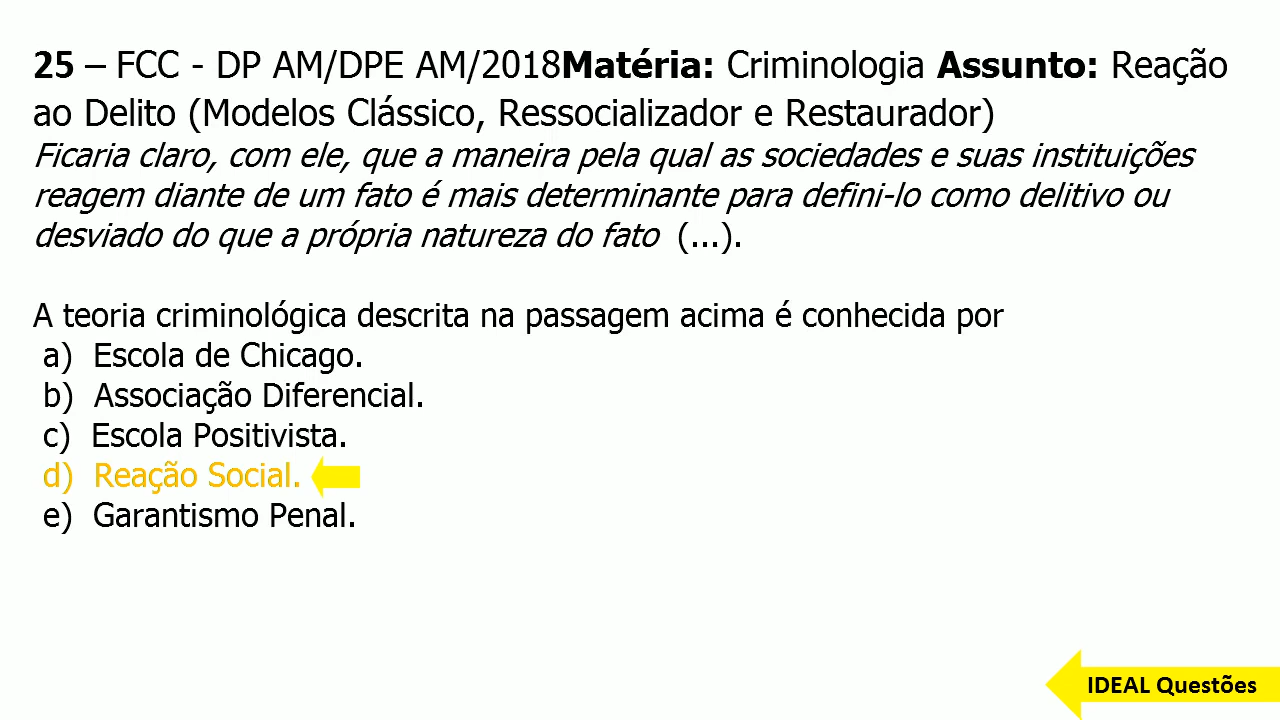 25 – FCC - DP AM/DPE AM/2018Matéria: Criminologia Assunto: Reação
ao Delito (Modelos Clássico, Ressocializador e Restaurador)
Ficaria claro, com ele, que a maneira pela qual as sociedades e suas instituições
reagem diante de um fato é mais determinante para defini-lo como delitivo ou
desviado do que a própria natureza do fato (...).
A teoria criminológica descrita na passagem acima é conhecida por
a) Escola de Chicago.
b) Associação Diferencial.
c) Escola Positivista.
d) Reação Social.
e) Garantismo Penal.
IDEAL Questões